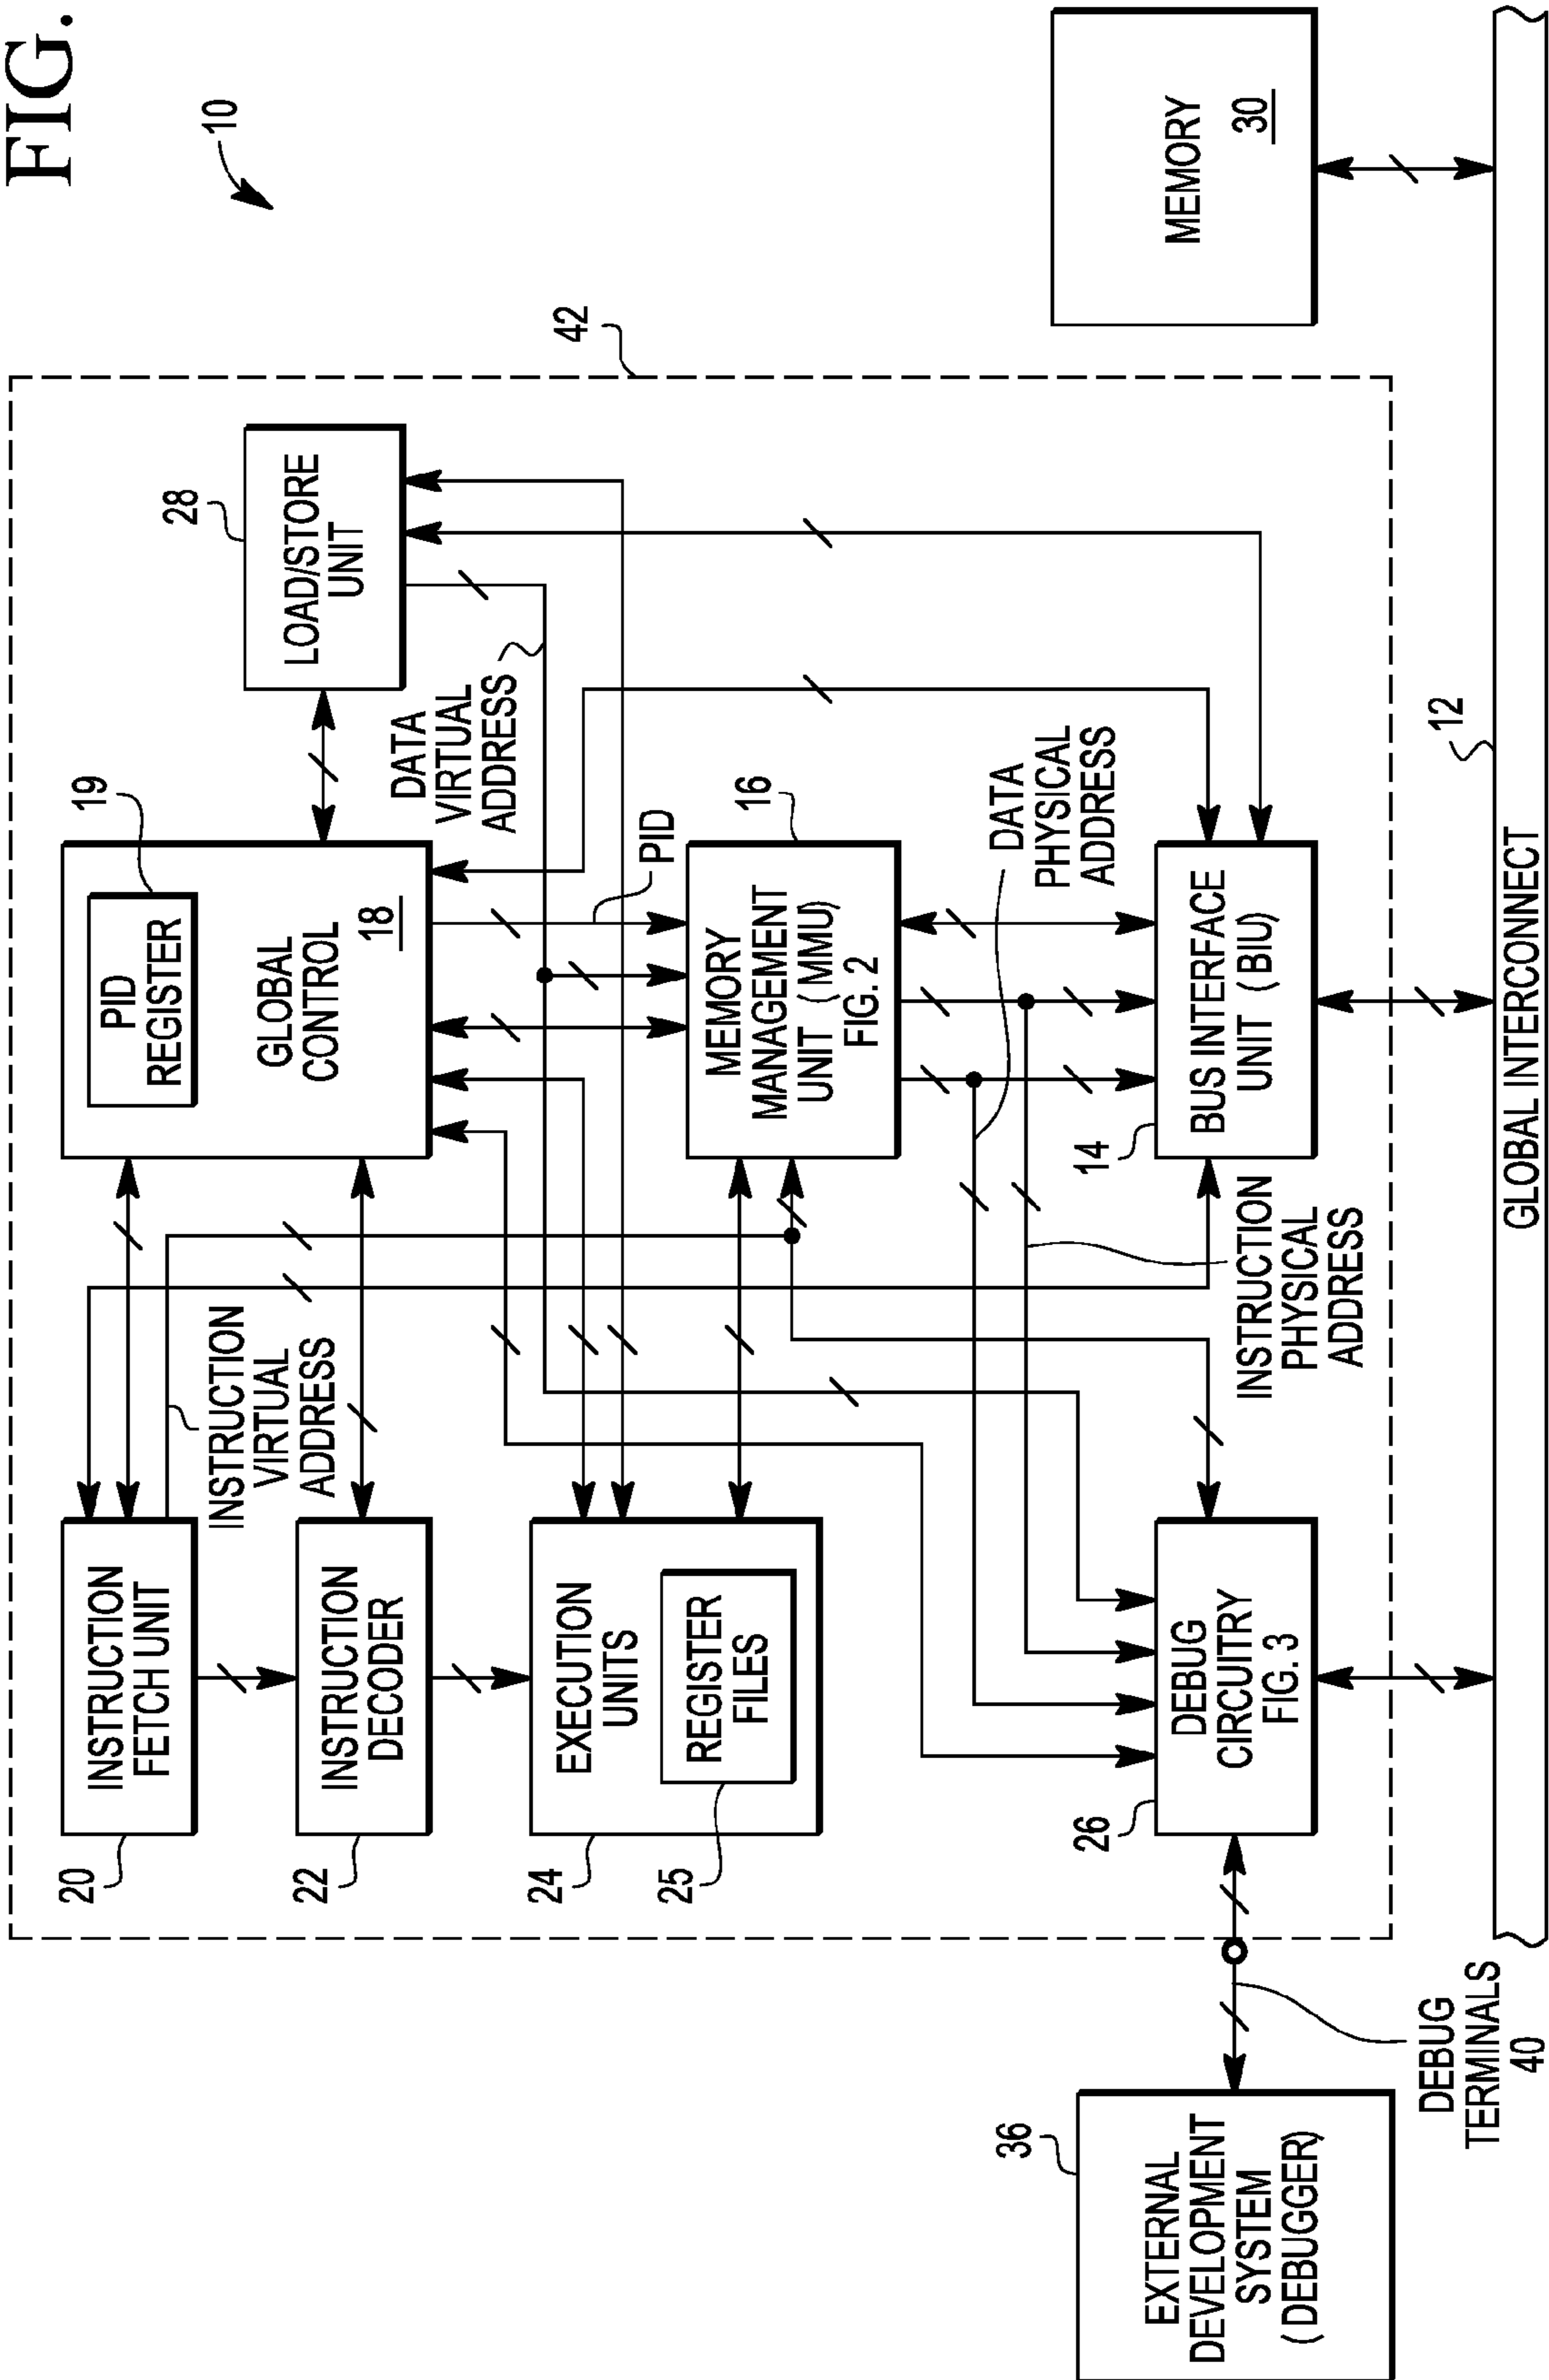 FIG.
10
42
20
INSTRUCTION
FETCH UNIT
INSTRUCTION
VIRTUAL
ADDRESS
22
INSTRUCTION
DECODER
24
EXECUTION
UNITS
25
REGISTER
FILES
19
PID
REGISTER
GLOBAL
CONTROL
18
28
LOAD/STORE
UNIT
DATA
VIRTUAL
ADDRESS
PID
16
MEMORY
MANAGEMENT
UNIT (MMU)
FIG. 2
DATA
PHYSICAL
ADDRESS
36
EXTERNAL
DEVELOPMENT
SYSTEM
(DEBUGGER)
DEBUG
TERMINALS
40
26
DEBUG
CIRCUITRY
FIG. 3
INSTRUCTION
PHYSICAL
ADDRESS
14
BUS INTERFACE
UNIT (BIU)
MEMORY
30
12
GLOBAL INTERCONNECT